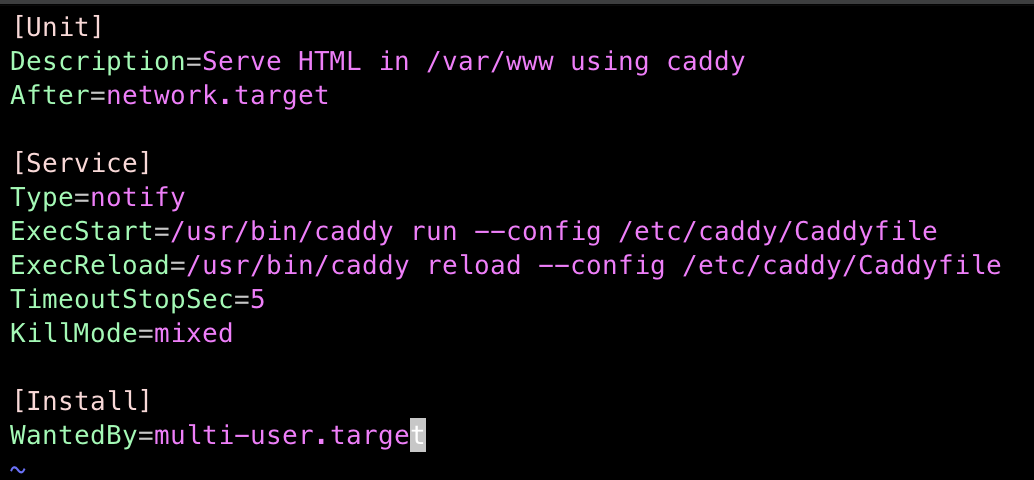 [Unit]
Description=Serve HTML in /var/www using caddy
After=network.target

[Service]
Type=notify
ExecStart=/usr/bin/caddy run --config /etc/caddy/Caddyfile
ExecReload=/usr/bin/caddy reload --config /etc/caddy/Caddyfile
TimeoutStopSec=5
KillMode=mixed

[Install]
WantedBy=multi-user.target
~